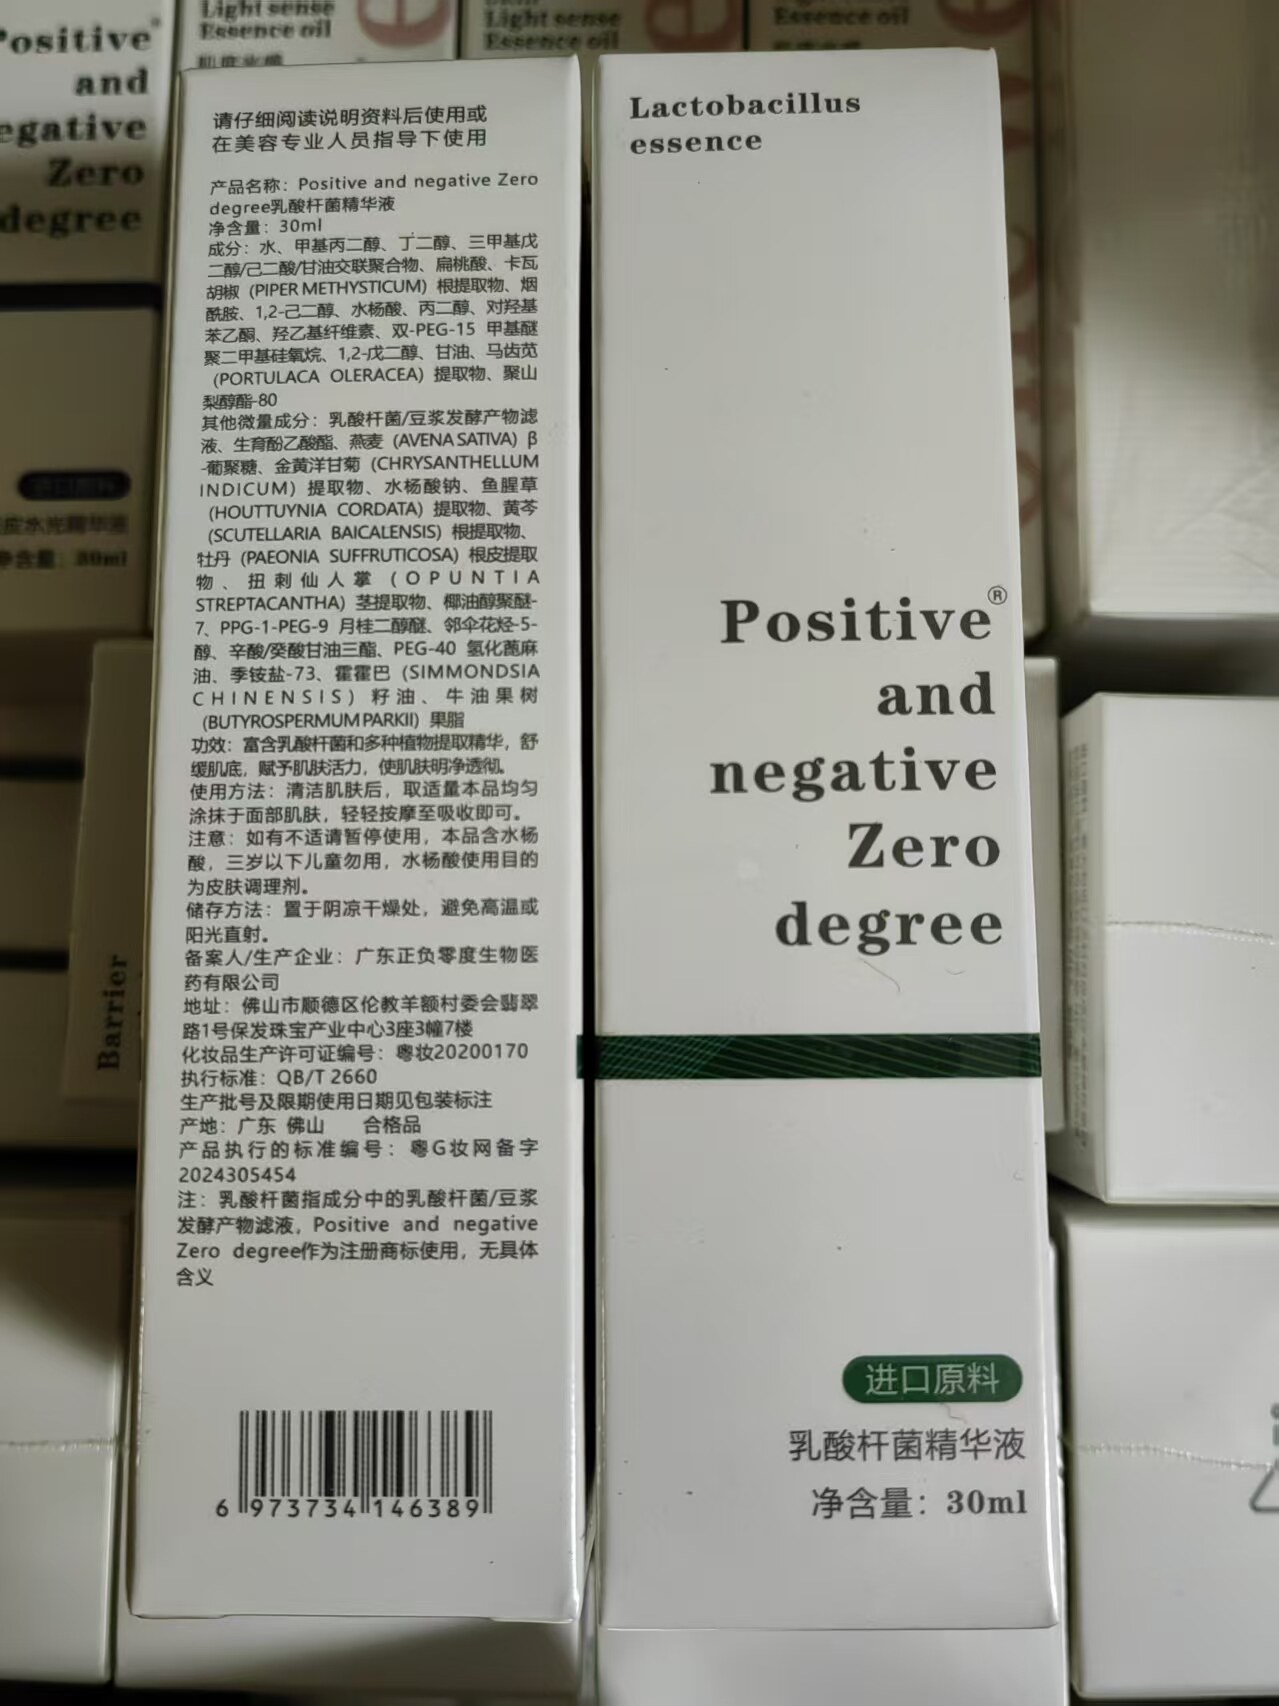 Light sense
Essence oil
Light sense
Essence oil
Essence oil
Positive
and
egative
Zero
degree
净含量：30ml
Barrier
请仔细阅读说明资料后使用或
在美容专业人员指导下使用
产品名称：Positive and negative Zero
degree乳酸杆菌精华液
净含量：30ml
成分：水、甲基丙二醇、丁二醇、三甲基戊
二醇/己二酸/甘油交联聚合物、扁桃酸、卡瓦
胡椒（PIPER METHYSTICUM）根提取物、烟
酰胺、1,2-己二醇、水杨酸、丙二醇、对羟基
苯乙酮、羟乙基纤维素、双-PEG-15 甲基醚
聚二甲基硅氧烷、1,2-戊二醇、甘油、马齿苋
（PORTULACA OLERACEA）提取物、聚山
梨醇酯-80
其他微量成分：乳酸杆菌/豆浆发酵产物滤
液、生育酚乙酸酯、燕麦（AVENA SATIVA）β
-葡聚糖、金黄洋甘菊（CHRYSANTHELLUM
INDICUM）提取物、水杨酸钠、鱼腥草
（HOUTTUYNIA CORDATA）提取物、黄芩
（SCUTELLARIA BAICALENSIS）根提取物、
牡丹（PAEONIA SUFFRUTICOSA）根皮提取
物、扭刺仙人掌（OPUNTIA
STREPTACANTHA）茎提取物、椰油醇聚醚-
7、PPG-1-PEG-9 月桂二醇醚、邻伞花烃-5-
醇、辛酸/癸酸甘油三酯、PEG-40 氢化蓖麻
油、季铵盐-73、霍霍巴（SIMMONDSIA
CHINENSIS）籽油、牛油果树
（BUTYROSPERMUM PARKII）果脂
功效：富含乳酸杆菌和多种植物提取精华，舒
缓肌底，赋予肌肤活力，使肌肤明净透彻。
使用方法：清洁肌肤后，取适量本品均匀
涂抹于面部肌肤，轻轻按摩至吸收即可。
注意：如有不适请暂停使用，本品含水杨
酸，三岁以下儿童勿用，水杨酸使用目的
为皮肤调理剂。
储存方法：置于阴凉干燥处，避免高温或
阳光直射。
备案人/生产企业：广东正负零度生物医
药有限公司
地址：佛山市顺德区伦教羊额村委会翡翠
路1号保发珠宝产业中心3座3幢7楼
化妆品生产许可证编号：粤妆20200170
执行标准：QB/T 2660
生产批号及限期使用日期见包装标注
产地：广东 佛山 合格品
产品执行的标准编号：粤G妆网备字
2024305454
注：乳酸杆菌指成分中的乳酸杆菌/豆浆
发酵产物滤液，Positive and negative
Zero degree作为注册商标使用，无具体
含义
6 973734 146389
Lactobacillus
essence
Positive®
and
negative
Zero
degree
进口原料
乳酸杆菌精华液
净含量：30ml